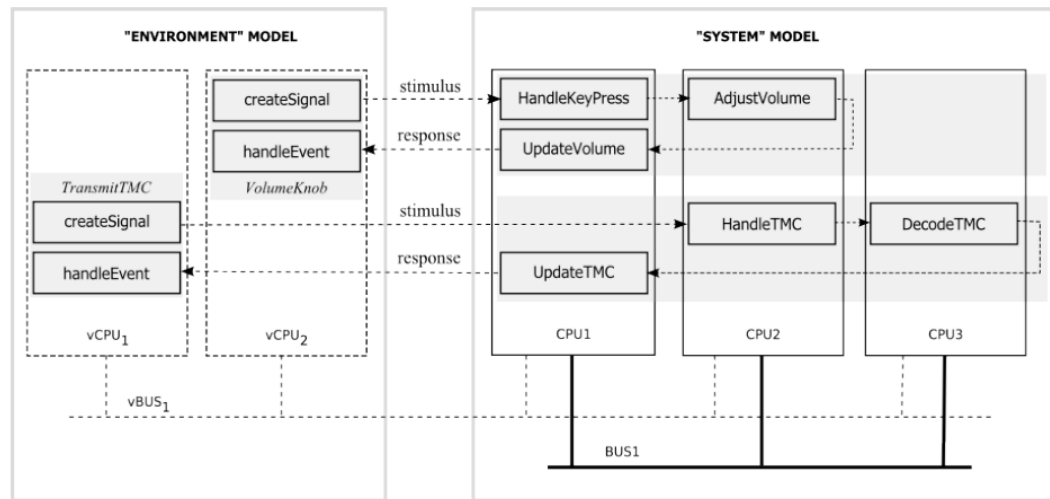 "ENVIRONMENT" MODEL
"SYSTEM" MODEL
createSignal
stimulus
HandleKeyPress
AdjustVolume
handleEvent
response
UpdateVolume
TransmitTMC
VolumeKnob
createSignal
stimulus
HandleTMC
DecodeTMC
handleEvent
response
UpdateTMC
vCPU1
vCPU2
CPU1
CPU2
CPU3
vBUS1
BUS1